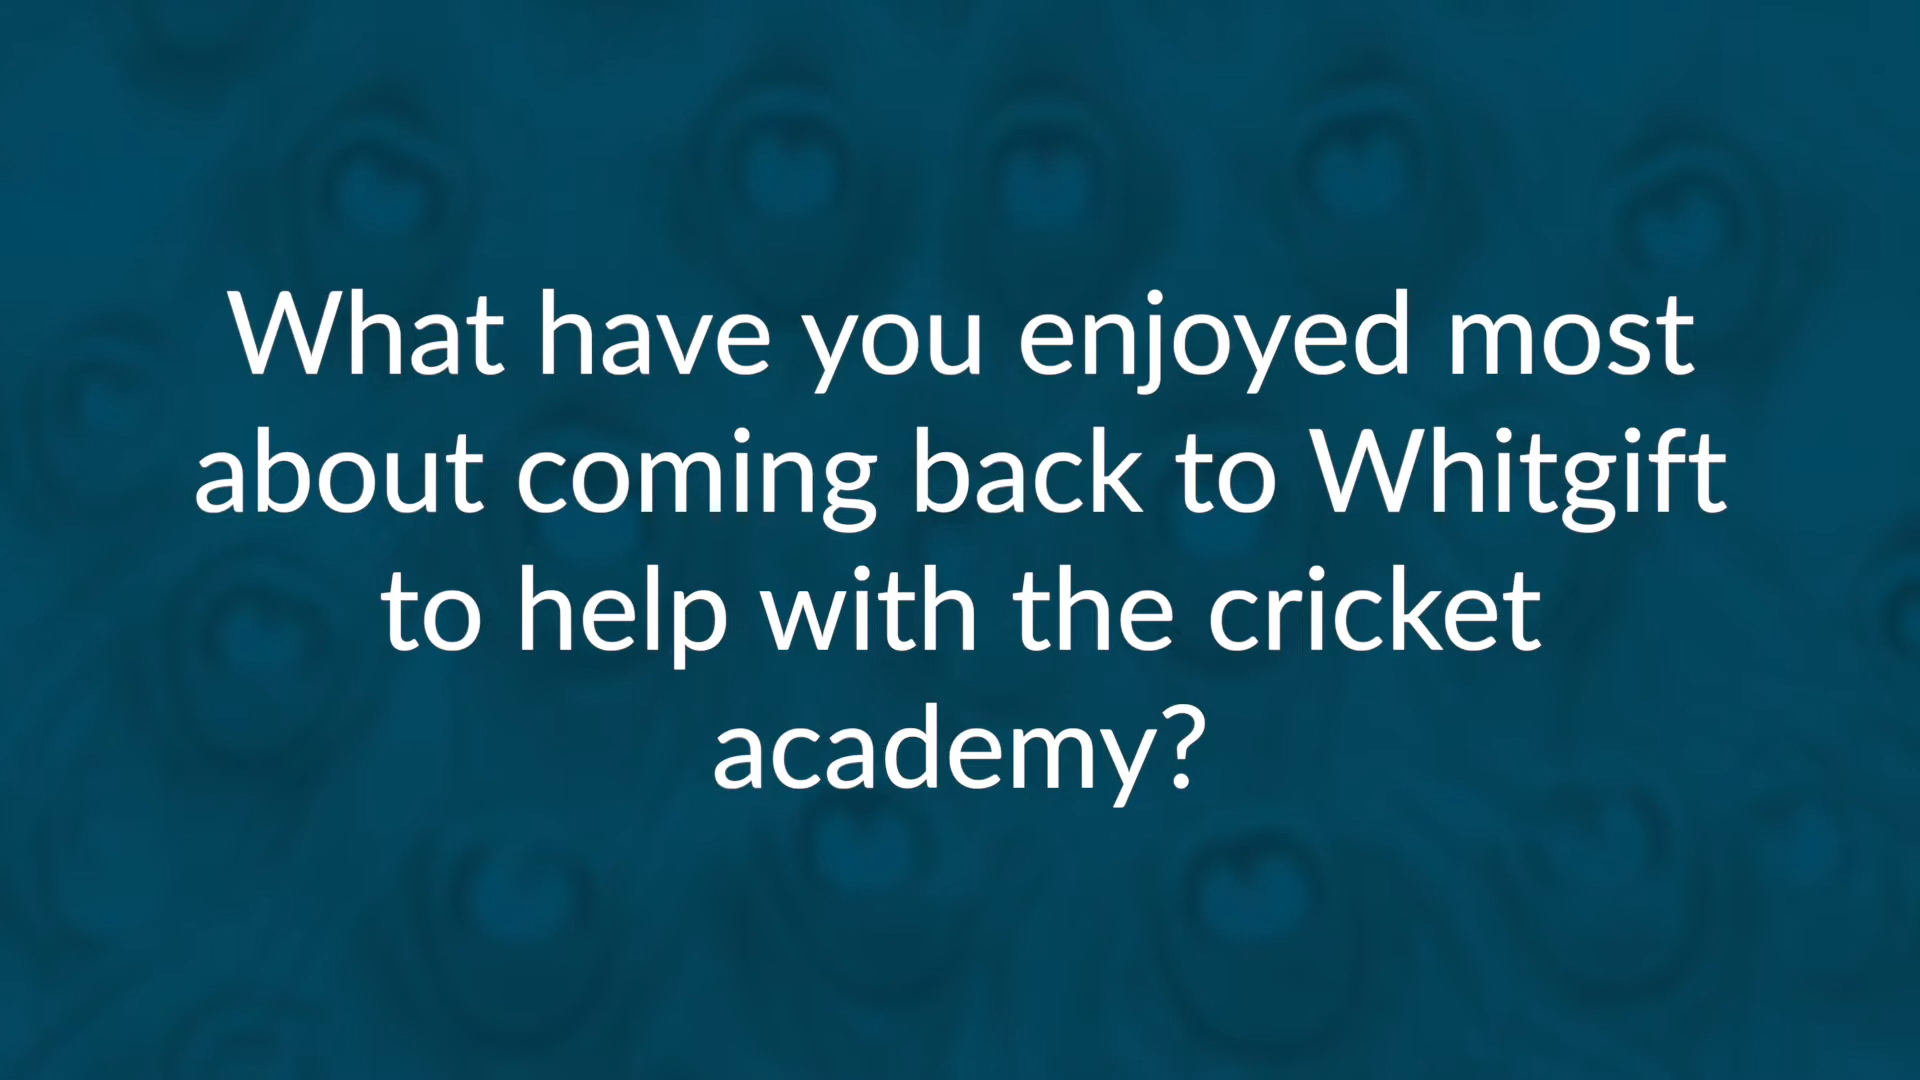 What have you enjoyed most
about coming back to Whitgift
to help with the cricket
academy?